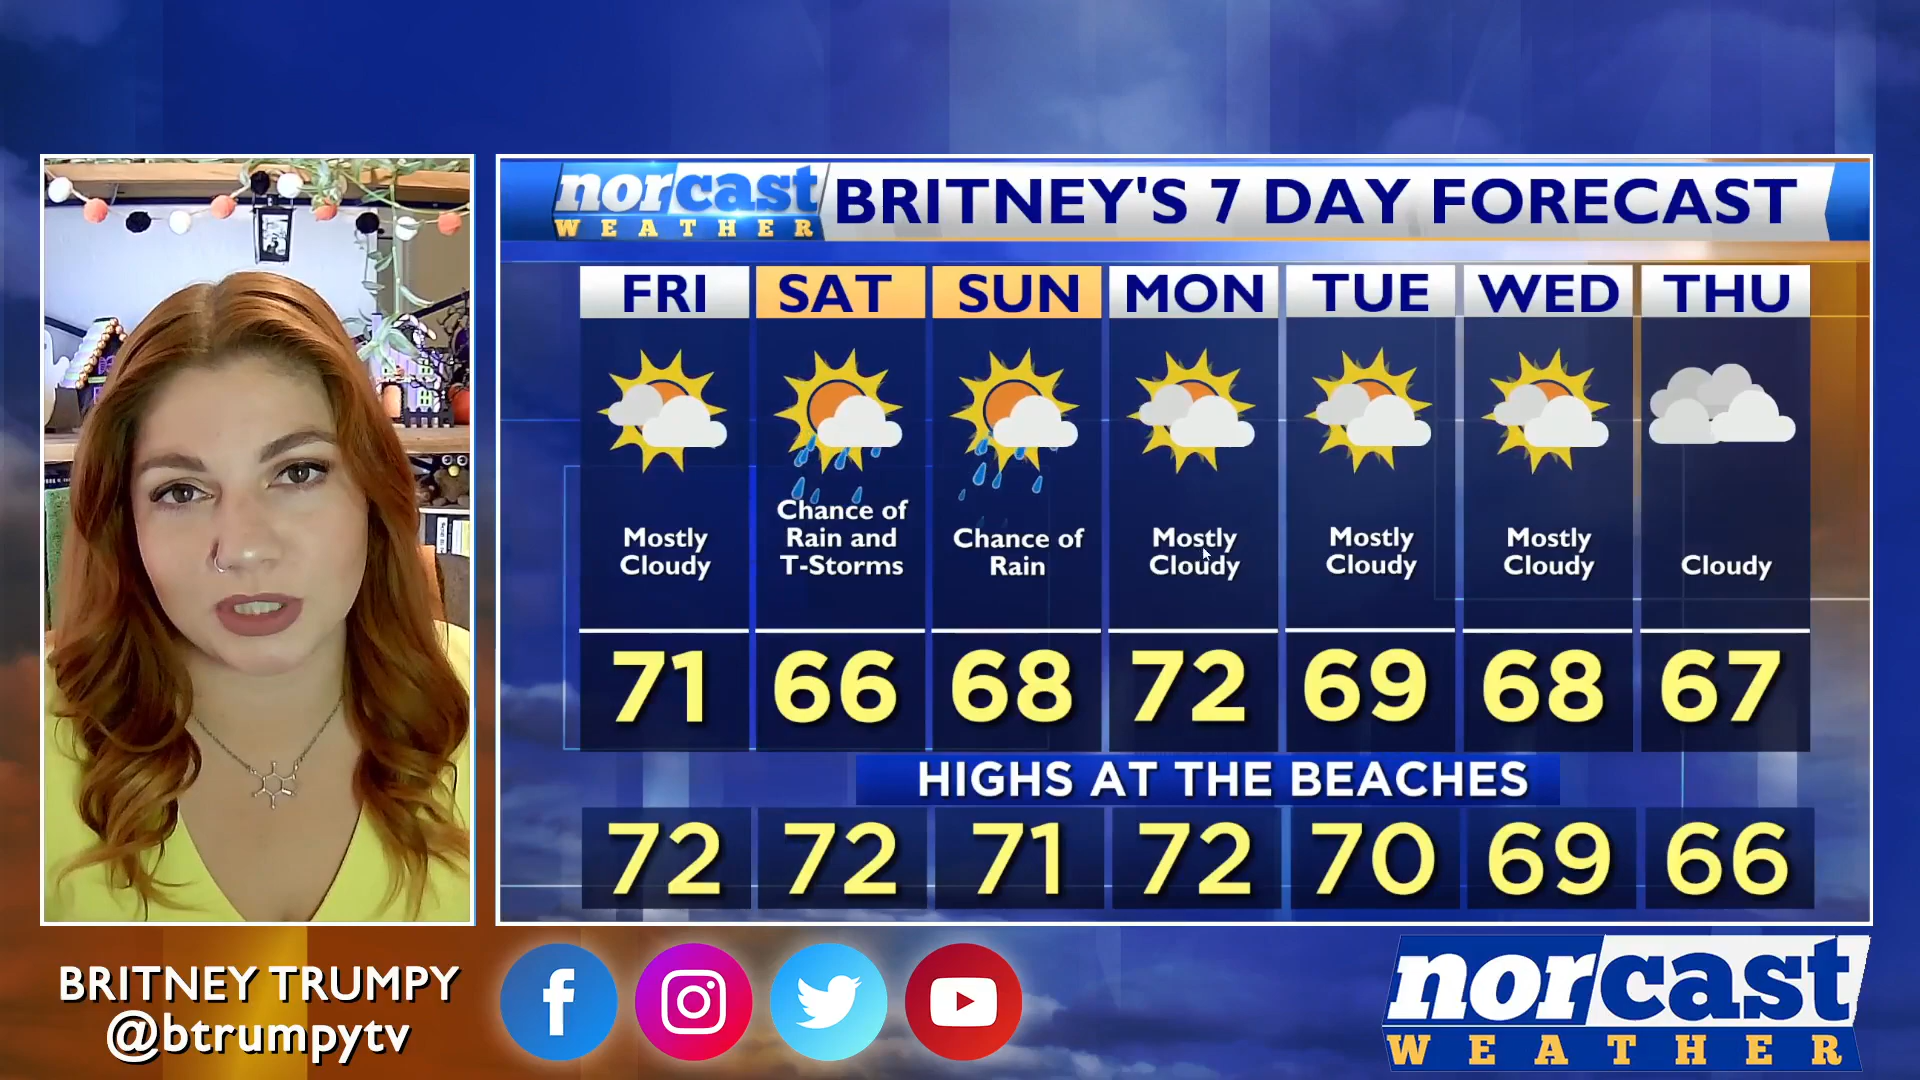 norcast
WEATHER
BRITNEY'S 7 DAY FORECAST
FRI
SAT
SUN
MON
TUE
WED
THU
Mostly
Cloudy
Chance of
Rain and
T-Storms
Chance of
Rain
Mostly
Cloudy
Mostly
Cloudy
Mostly
Cloudy
Cloudy
71
66
68
72
69
68
67
HIGHS AT THE BEACHES
72
72
71
72
70
69
66
BRITNEY TRUMPY
@btrumpytv
norcast
WEATHER